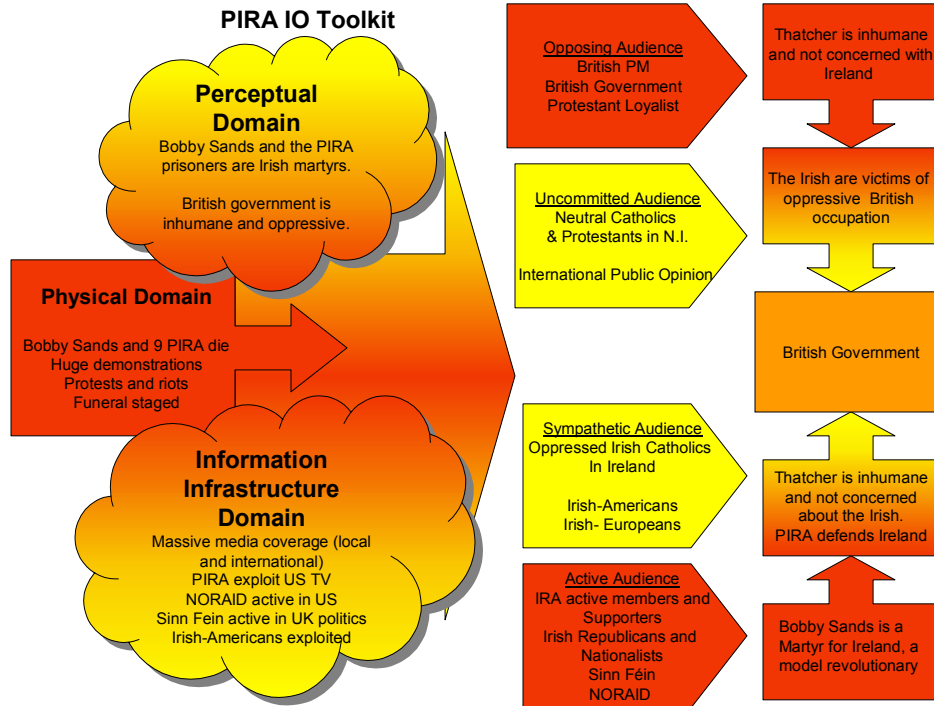 PIRA IO Toolkit
Perceptual
Domain
Bobby Sands and the PIRA
prisoners are Irish martyrs.
British government is
inhumane and oppressive.
Physical Domain
Bobby Sands and 9 PIRA die
Huge demonstrations
Protests and riots
Funeral staged
Information
Infrastructure
Domain
Massive media coverage (local
and international)
PIRA exploit US TV
NORAID active in US
Sinn Fein active in UK politics
Irish-Americans exploited
Opposing Audience
British PM
British Government
Protestant Loyalist
Thatcher is inhumane
and not concerned with
Ireland
Uncommitted Audience
Neutral Catholics
& Protestants in N.I.
International Public Opinion
The Irish are victims of
oppressive British
occupation
British Government
Sympathetic Audience
Oppressed Irish Catholics
In Ireland
Irish-Americans
Irish- Europeans
Thatcher is inhumane
and not concerned
about the Irish.
PIRA defends Ireland
Active Audience
IRA active members and
Supporters
Irish Republicans and
Nationalists
Sinn Féin
NORAID
Bobby Sands is a
Martyr for Ireland, a
model revolutionary